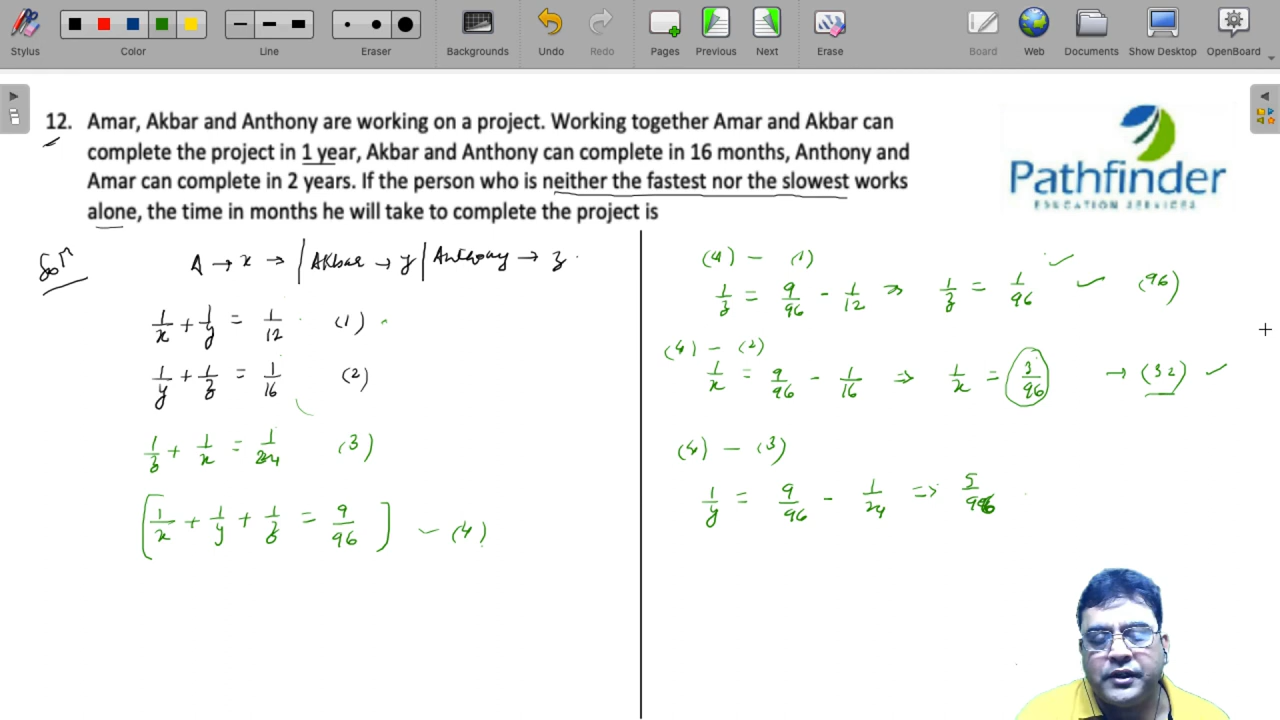 Stylus
Color
Line
Eraser
Backgrounds
Undo
Redo
Pages
Previous
Next
Erase
Board
Web
Documents
Show Desktop
OpenBoard
12. Amar, Akbar and Anthony are working on a project. Working together Amar and Akbar can
complete the project in 1 year, Akbar and Anthony can complete in 16 months, Anthony and
Amar can complete in 2 years. If the person who is neither the fastest nor the slowest works
alone, the time in months he will take to complete the project is
Pathfinder
EDUCATION SERVICES
Solⁿ
A → x → | Akbar → y | Anthony → z
1/x + 1/y = 1/12 (1)
1/y + 1/z = 1/16 (2)
1/z + 1/x = 1/24 (3)
[1/x + 1/y + 1/z = 9/96] - (4)
(4) - (1)
1/z = 9/96 - 1/12 => 1/z = 1/96 (96)
(4) - (2)
1/x = 9/96 - 1/16 => 1/x = 3/96 → (32)
(4) - (3)
1/y = 9/96 - 1/24 => 5/96